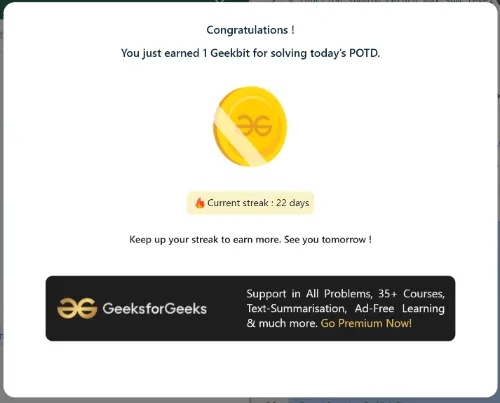 Congratulations !
You just earned 1 Geekbit for solving today's POTD.
Current streak : 22 days
Keep up your streak to earn more. See you tomorrow !
GeeksforGeeks
Support in All Problems, 35+ Courses,
Text-Summarisation, Ad-Free Learning
& much more. Go Premium Now!